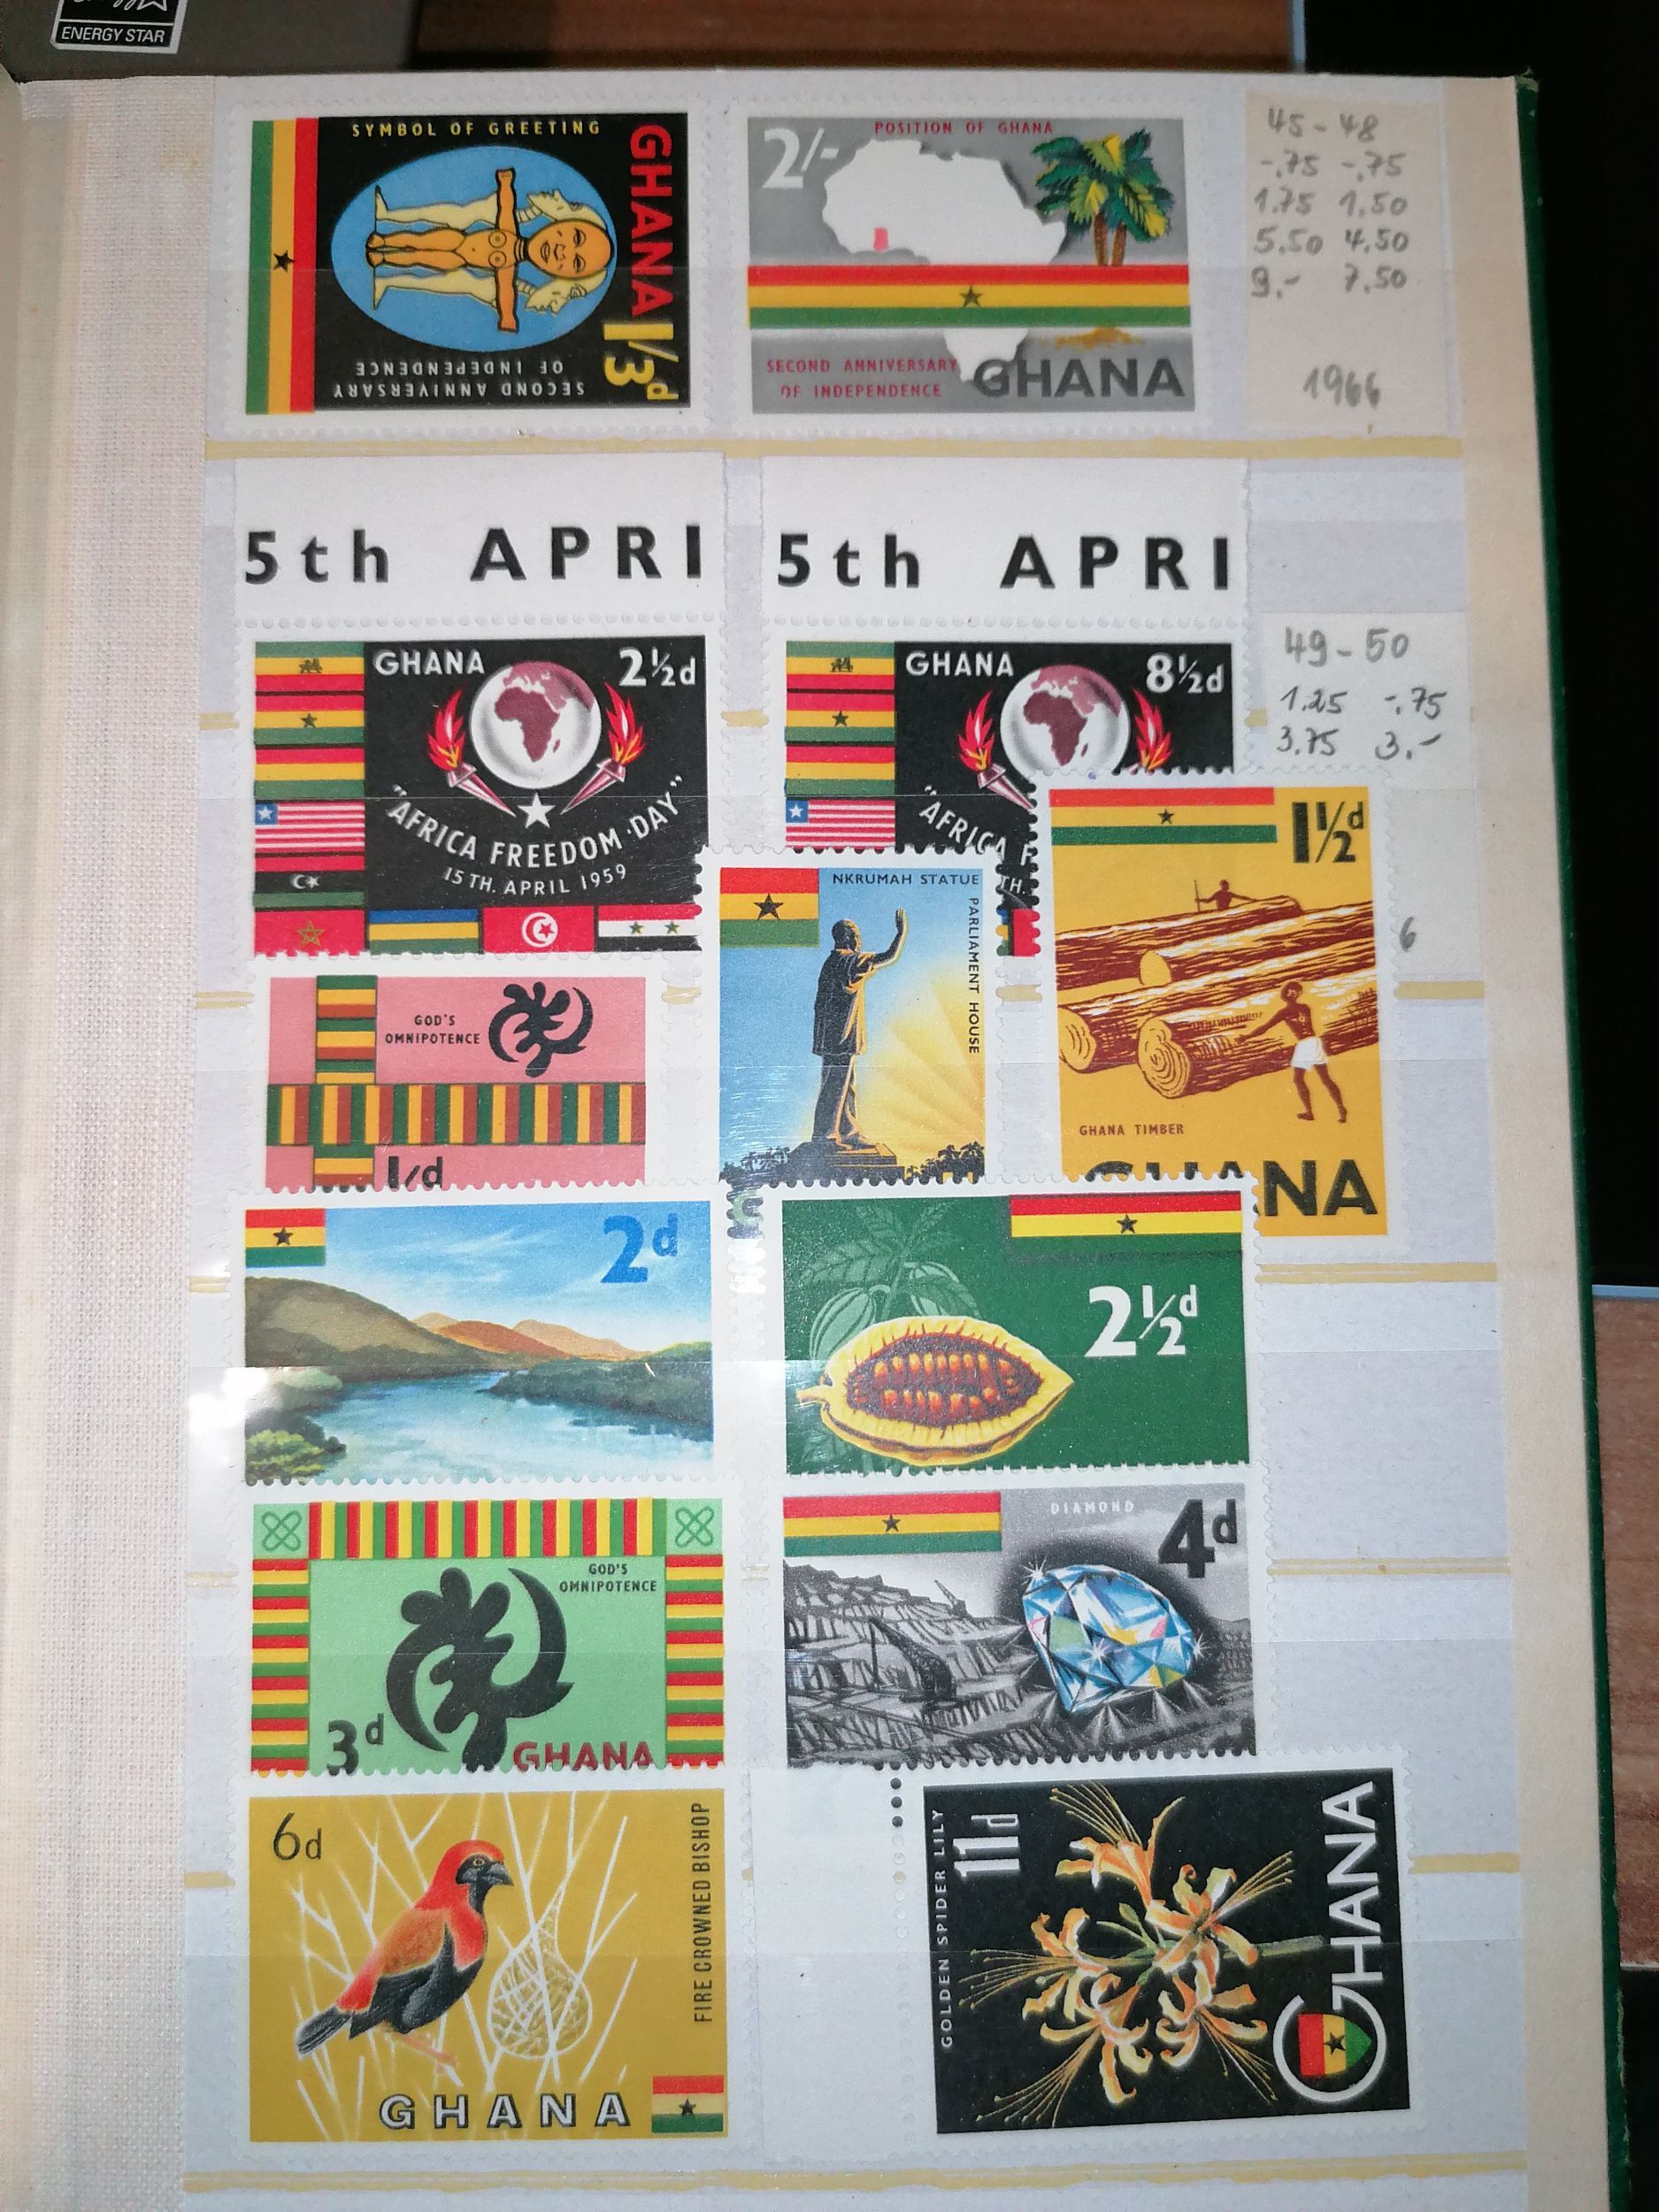 ENERGY STAR
SYMBOL OF GREETING
GHANA
1/3d
SECOND ANNIVERSARY
OF INDEPENDENCE
POSITION OF GHANA
2/-
SECOND ANNIVERSARY
OF INDEPENDENCE
GHANA
45-48
-.75 -.75
1.75 1.50
5.50 4.50
9.- 7.50
1966
5th APRI
5th APRI
GHANA
2½d
"AFRICA FREEDOM DAY"
15TH. APRIL 1959
GHANA
8½d
"AFRICA F
TH.
49-50
1.25 -.75
3.75 3.-
6
NKRUMAH STATUE
PARLIAMENT HOUSE
1½d
GHANA TIMBER
GHANA
GOD'S
OMNIPOTENCE
2d
2½d
GOD'S
OMNIPOTENCE
3d
GHANA
DIAMOND
4d
6d
FIRE CROWNED BISHOP
GHANA
GOLDEN SPIDER LILY
11d
GHANA